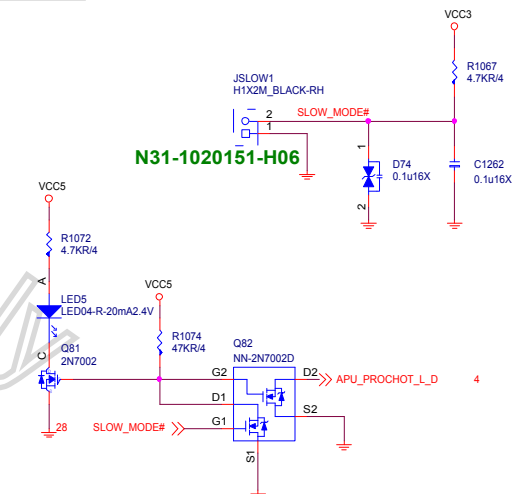 VCC3
R1067
4.7KR/4
JSLOW1
H1X2M_BLACK-RH
2
1
SLOW_MODE#
N31-1020151-H06
1
2
D74
0.1u16X
C1262
0.1u16X
VCC5
R1072
4.7KR/4
A
LED5
LED04-R-20mA2.4V
C
Q81
2N7002
VCC5
R1074
47KR/4
Q82
NN-2N7002D
G2
D2
APU_PROCHOT_L_D
4
D1
S2
28
SLOW_MODE#
G1
S1